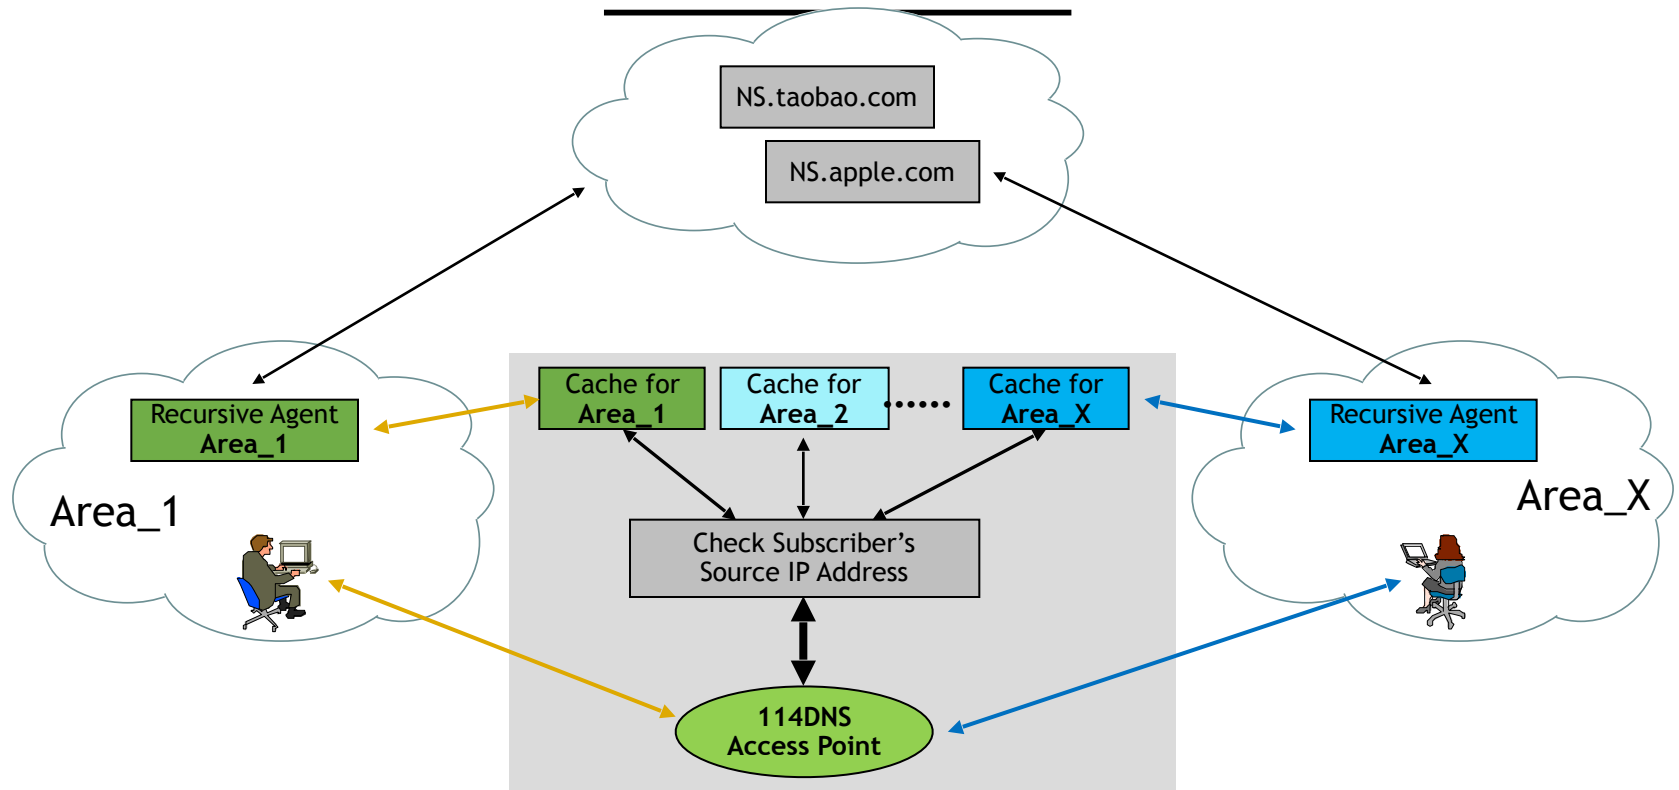 NS.taobao.com
NS.apple.com
Cache for
Area_1
Cache for
Area_2
Cache for
Area_X
Recursive Agent
Area_1
Recursive Agent
Area_X
Area_1
Area_X
Check Subscriber's
Source IP Address
114DNS
Access Point